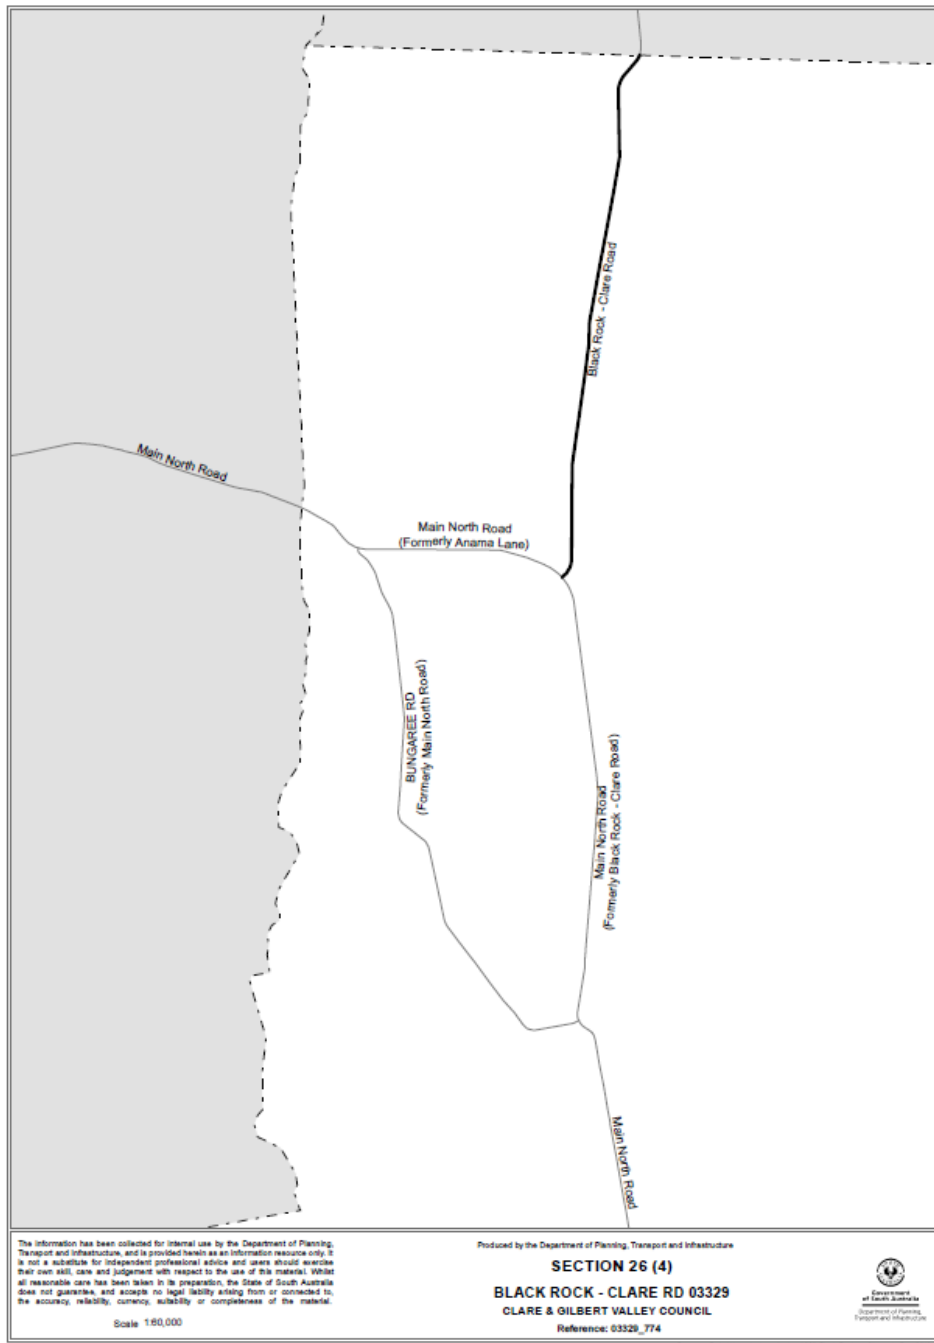 Black Rock - Clare Road
Main North Road
Main North Road
(Formerly Anama Lane)
BUNGAREE RD
(Formerly Main North Road)
Main North Road
(Formerly Black Rock - Clare Road)
Main North Road
The information has been collected for internal use by the Department of Planning,
Transport and Infrastructure, and is provided herein as an information resource only. It
is not a substitute for independent professional advice and users should exercise
their own skill, care and judgement with respect to the use of this material. Whilst
all reasonable care has been taken in its preparation, the State of South Australia
does not guarantee, and accepts no legal liability arising from or connected to,
the accuracy, reliability, currency, suitability or completeness of the material.
Scale 1:60,000
Produced by the Department of Planning, Transport and Infrastructure
SECTION 26 (4)
BLACK ROCK - CLARE RD 03329
CLARE & GILBERT VALLEY COUNCIL
Reference: 03329_774
Government
of South Australia
Department of Planning,
Transport and Infrastructure